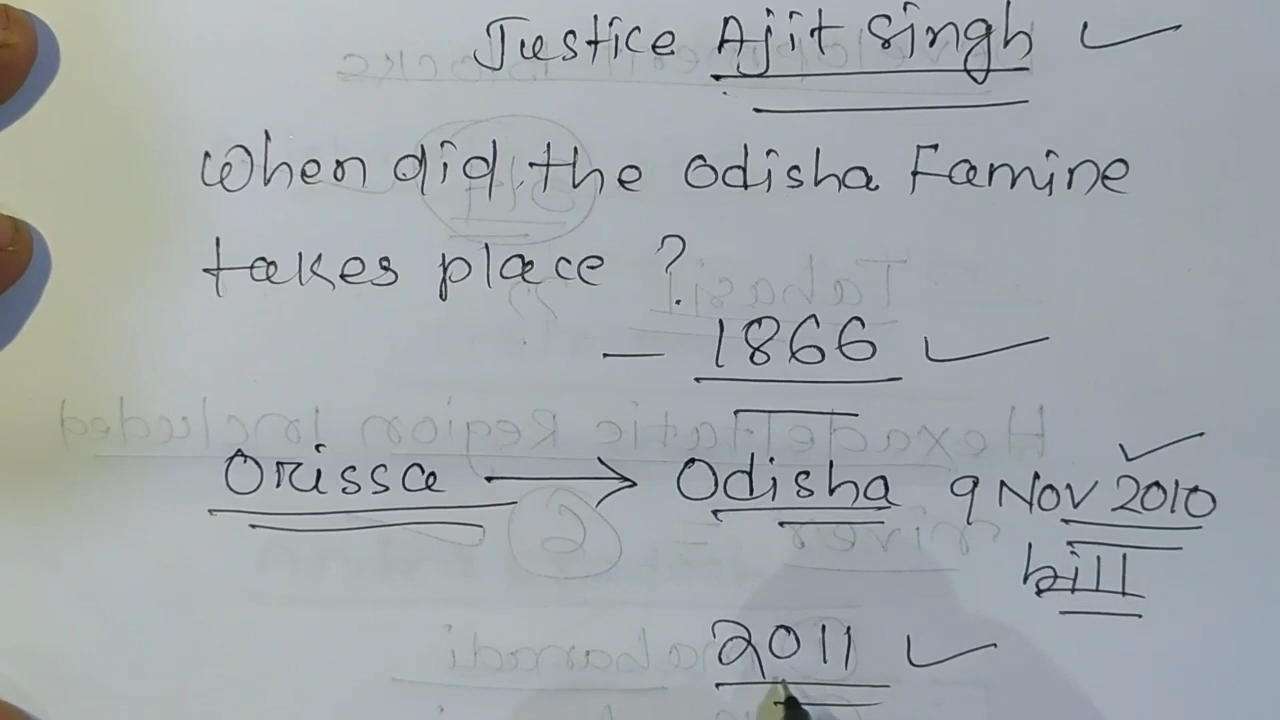 Justice Ajit Singh
When did the Odisha Famine
takes place ?
— 1866
Orissa → Odisha 9 Nov 2010
bill
2011